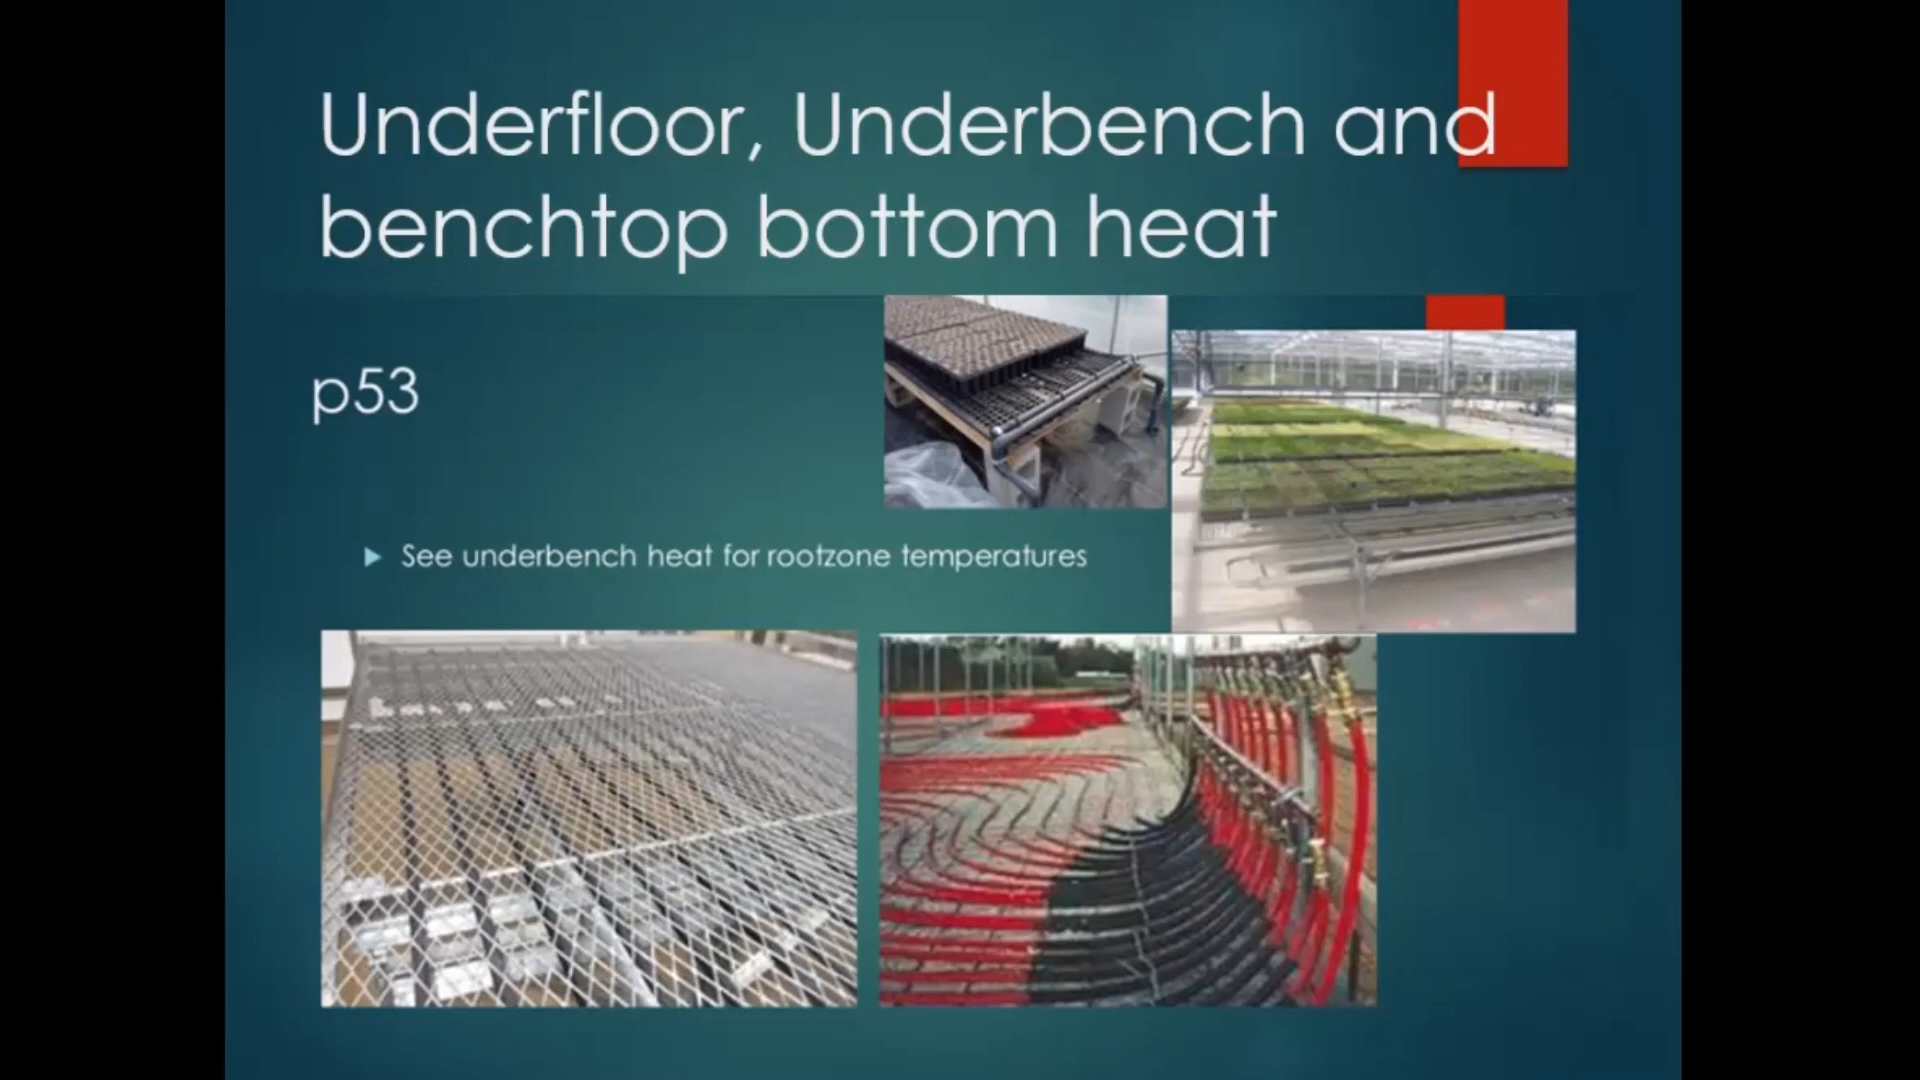 Underfloor, Underbench and
benchtop bottom heat
p53
See underbench heat for rootzone temperatures